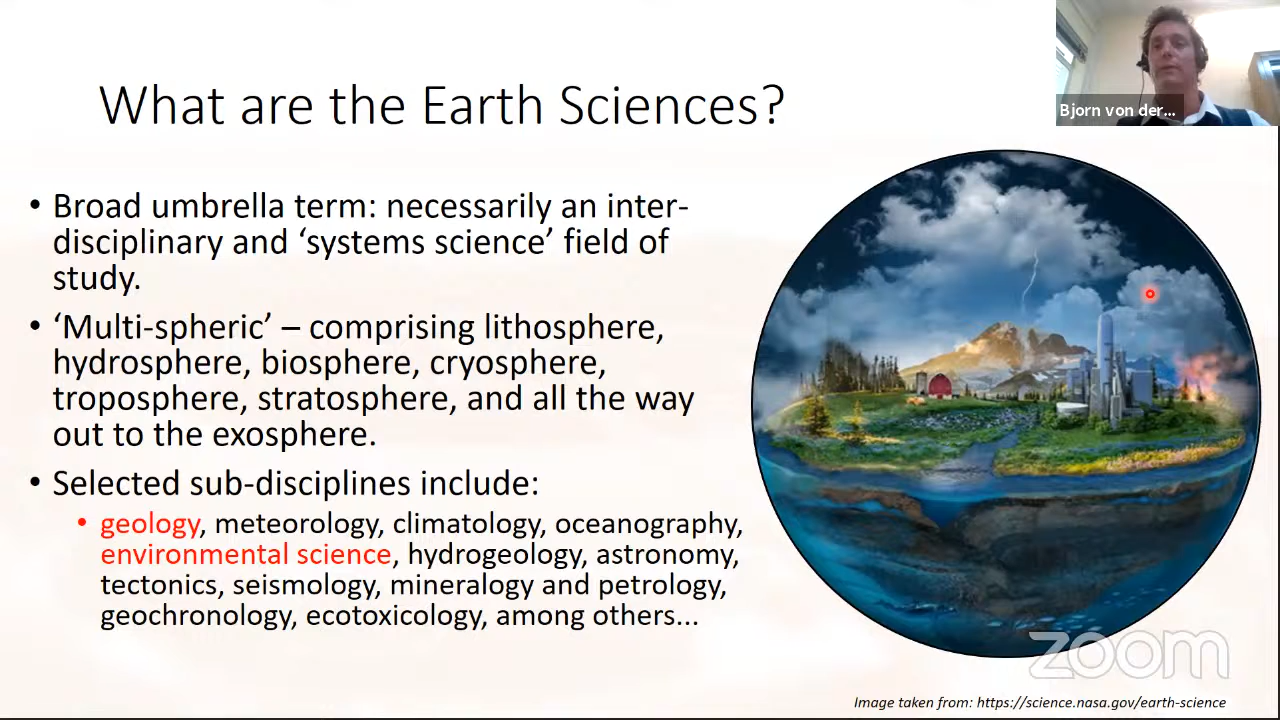 What are the Earth Sciences?
Bjorn von der...
• Broad umbrella term: necessarily an inter-
disciplinary and ‘systems science’ field of
study.
• ‘Multi-spheric’ – comprising lithosphere,
hydrosphere, biosphere, cryosphere,
troposphere, stratosphere, and all the way
out to the exosphere.
• Selected sub-disciplines include:
• geology, meteorology, climatology, oceanography,
environmental science, hydrogeology, astronomy,
tectonics, seismology, mineralogy and petrology,
geochronology, ecotoxicology, among others...
zoom
Image taken from: https://science.nasa.gov/earth-science